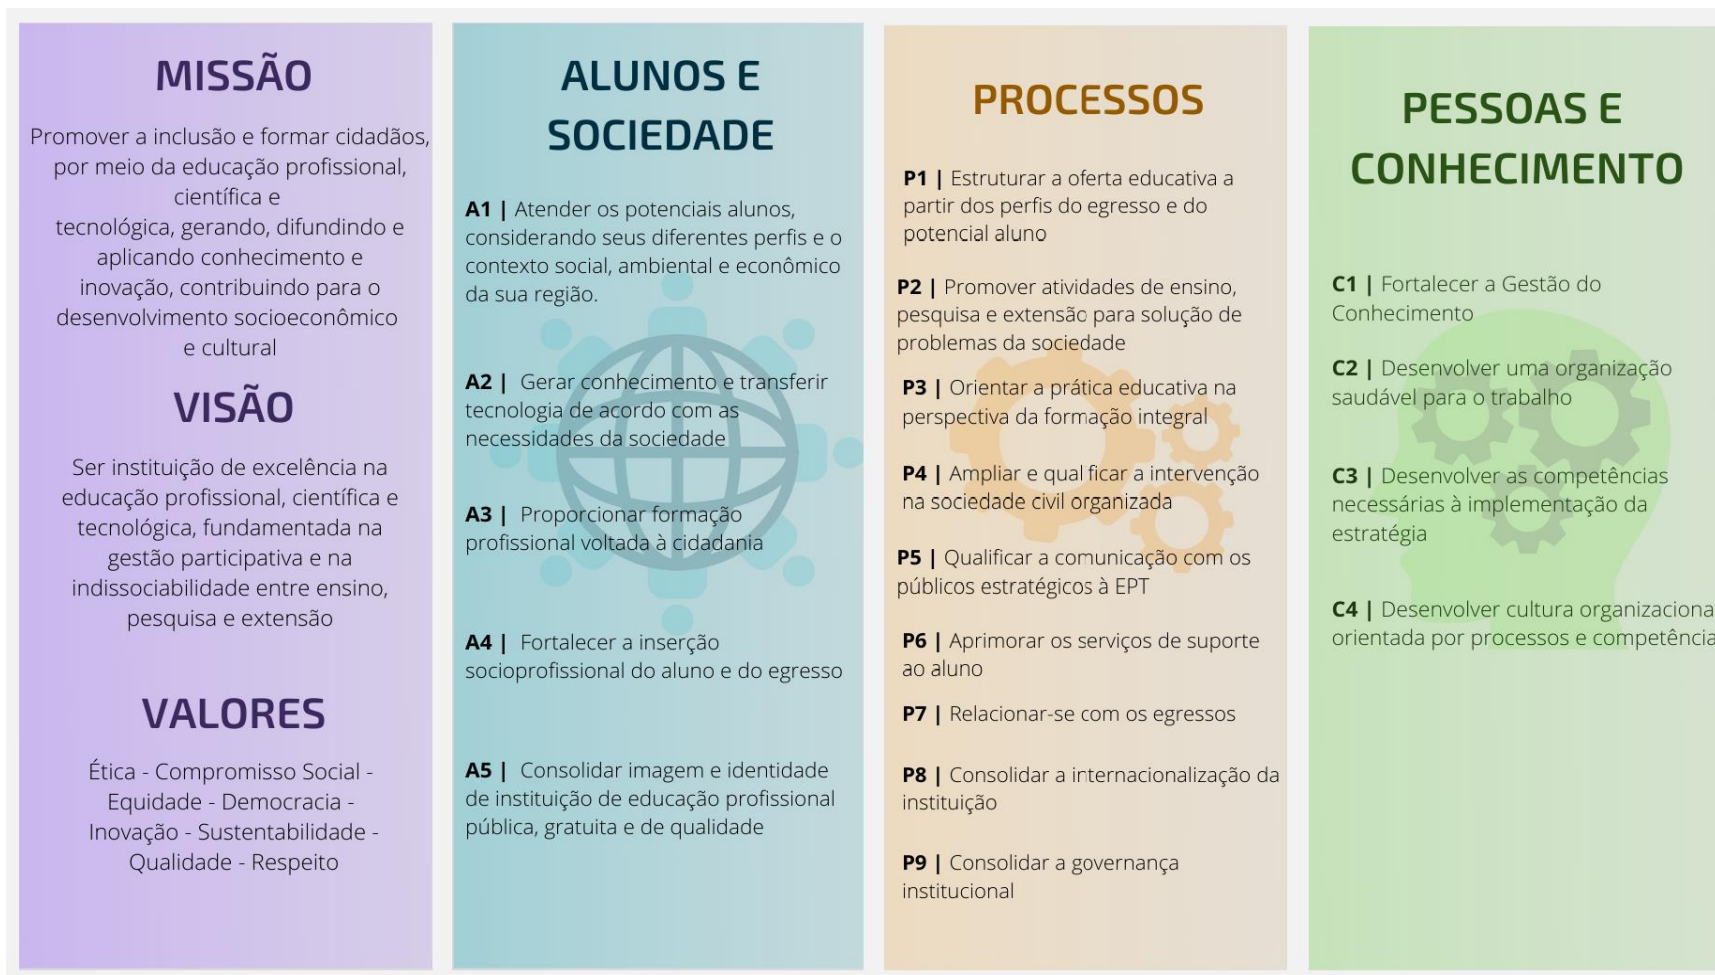 MISSÃO
Promover a inclusão e formar cidadãos,
por meio da educação profissional,
científica e
tecnológica, gerando, difundindo e
aplicando conhecimento e
inovação, contribuindo para o
desenvolvimento socioeconômico
e cultural
VISÃO
Ser instituição de excelência na
educação profissional, científica e
tecnológica, fundamentada na
gestão participativa e na
indissociabilidade entre ensino,
pesquisa e extensão
VALORES
Ética - Compromisso Social -
Equidade - Democracia -
Inovação - Sustentabilidade -
Qualidade - Respeito
ALUNOS E
SOCIEDADE
A1 | Atender os potenciais alunos,
considerando seus diferentes perfis e o
contexto social, ambiental e econômico
da sua região.
A2 | Gerar conhecimento e transferir
tecnologia de acordo com as
necessidades da sociedade
A3 | Proporcionar formação
profissional voltada à cidadania
A4 | Fortalecer a inserção
socioprofissional do aluno e do egresso
A5 | Consolidar imagem e identidade
de instituição de educação profissional
pública, gratuita e de qualidade
PROCESSOS
P1 | Estruturar a oferta educativa a
partir dos perfis do egresso e do
potencial aluno
P2 | Promover atividades de ensino,
pesquisa e extensão para solução de
problemas da sociedade
P3 | Orientar a prática educativa na
perspectiva da formação integral
P4 | Ampliar e qualificar a intervenção
na sociedade civil organizada
P5 | Qualificar a comunicação com os
públicos estratégicos à EPT
P6 | Aprimorar os serviços de suporte
ao aluno
P7 | Relacionar-se com os egressos
P8 | Consolidar a internacionalização da
instituição
P9 | Consolidar a governança
institucional
PESSOAS E
CONHECIMENTO
C1 | Fortalecer a Gestão do
Conhecimento
C2 | Desenvolver uma organização
saudável para o trabalho
C3 | Desenvolver as competências
necessárias à implementação da
estratégia
C4 | Desenvolver cultura organizaciona
orientada por processos e competência